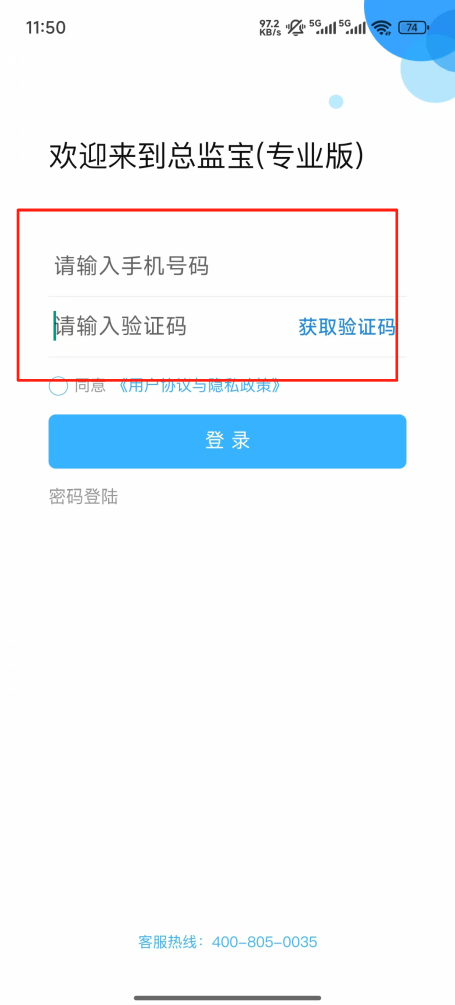 11:50 97.2 KB/s 5G 5G 74
欢迎来到总监宝(专业版)
请输入手机号码
请输入验证码 获取验证码
同意 《用户协议与隐私政策》
登录
密码登陆
客服热线：400-805-0035